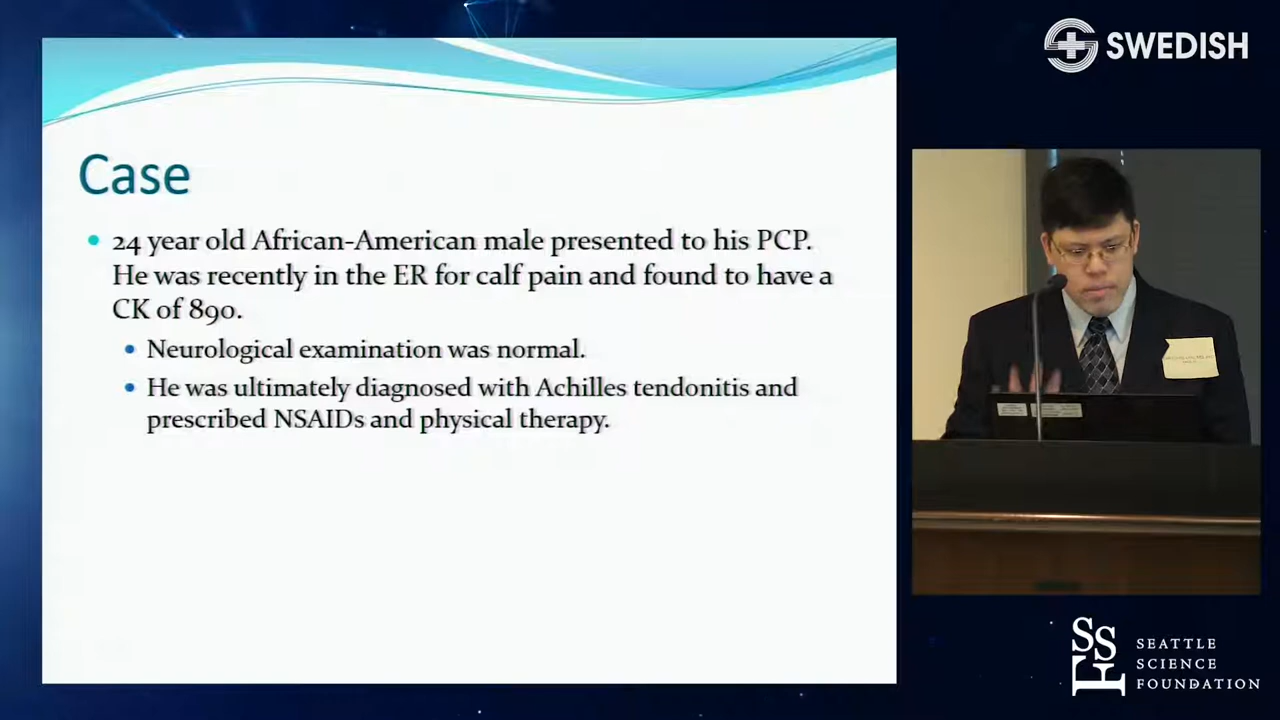 SWEDISH
Case
24 year old African-American male presented to his PCP.
He was recently in the ER for calf pain and found to have a
CK of 890.
Neurological examination was normal.
He was ultimately diagnosed with Achilles tendonitis and
prescribed NSAIDs and physical therapy.
SSF
SEATTLE
SCIENCE
FOUNDATION